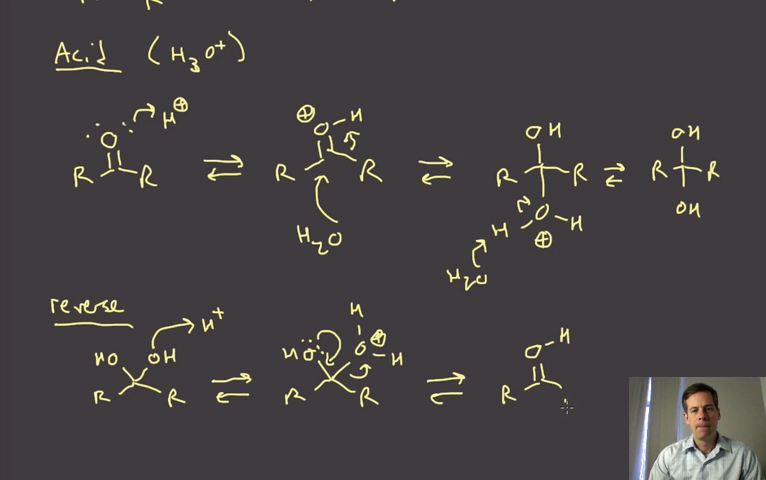 R
Acid (H3O+)
O H⊕ ⊕ O-H OH OH
R R ⇌ R R ⇌ R R ⇌ R R
H2O H O H ⊕ OH
H2O
reverse
HO OH H+ HO H O⊕ H O-H
R R ⇌ R R ⇌ R